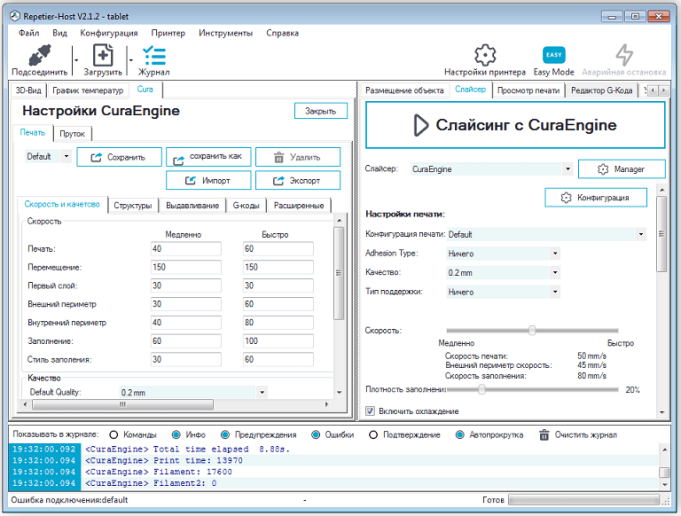 Repetier-Host V2.1.2 - tablet
Файл Вид Конфигурация Принтер Инструменты Справка
Подсоединить Загрузить Журнал Настройки принтера EASY Easy Mode Аварийная остановка
3D-Вид График температур Cura
Настройки CuraEngine Закрыть
Печать Пруток
Default Сохранить сохранить как Удалить
Импорт Экспорт
Скорость и качетсво Структуры Выдавливание G-коды Расширенные
Скорость
Медленно Быстро
Печать: 40 60
Перемещение: 150 150
Первый слой: 30 30
Внешний периметр 30 60
Внутренний периметр 40 80
Заполнение: 60 100
Стиль заполения: 30 60
Качество
Default Quality: 0.2 mm
Размещение объекта Слайсер Просмотр печати Редактор G-Кода
Слайсинг с CuraEngine
Слайсер: CuraEngine Manager
Конфигурация
Настройки печати:
Конфигурация печати: Default
Adhesion Type: Ничего
Качество: 0.2 mm
Тип поддержки: Ничего
Скорость:
Медленно Быстро
Скорость печати: 50 mm/s
Внешний периметр скорость: 45 mm/s
Скорость заполнения: 80 mm/s
Плотность заполнени 20%
Включить охлаждение
Показывать в журнале: Команды Инфо Предупреждения Ошибки Подтверждение Автопрокрутка Очистить журнал
19:32:00.092 <CuraEngine> Total time elapsed 8.88s.
19:32:00.094 <CuraEngine> Print time: 13970
19:32:00.094 <CuraEngine> Filament: 17600
19:32:00.094 <CuraEngine> Filament2: 0
Ошибка подключения:default - Готов